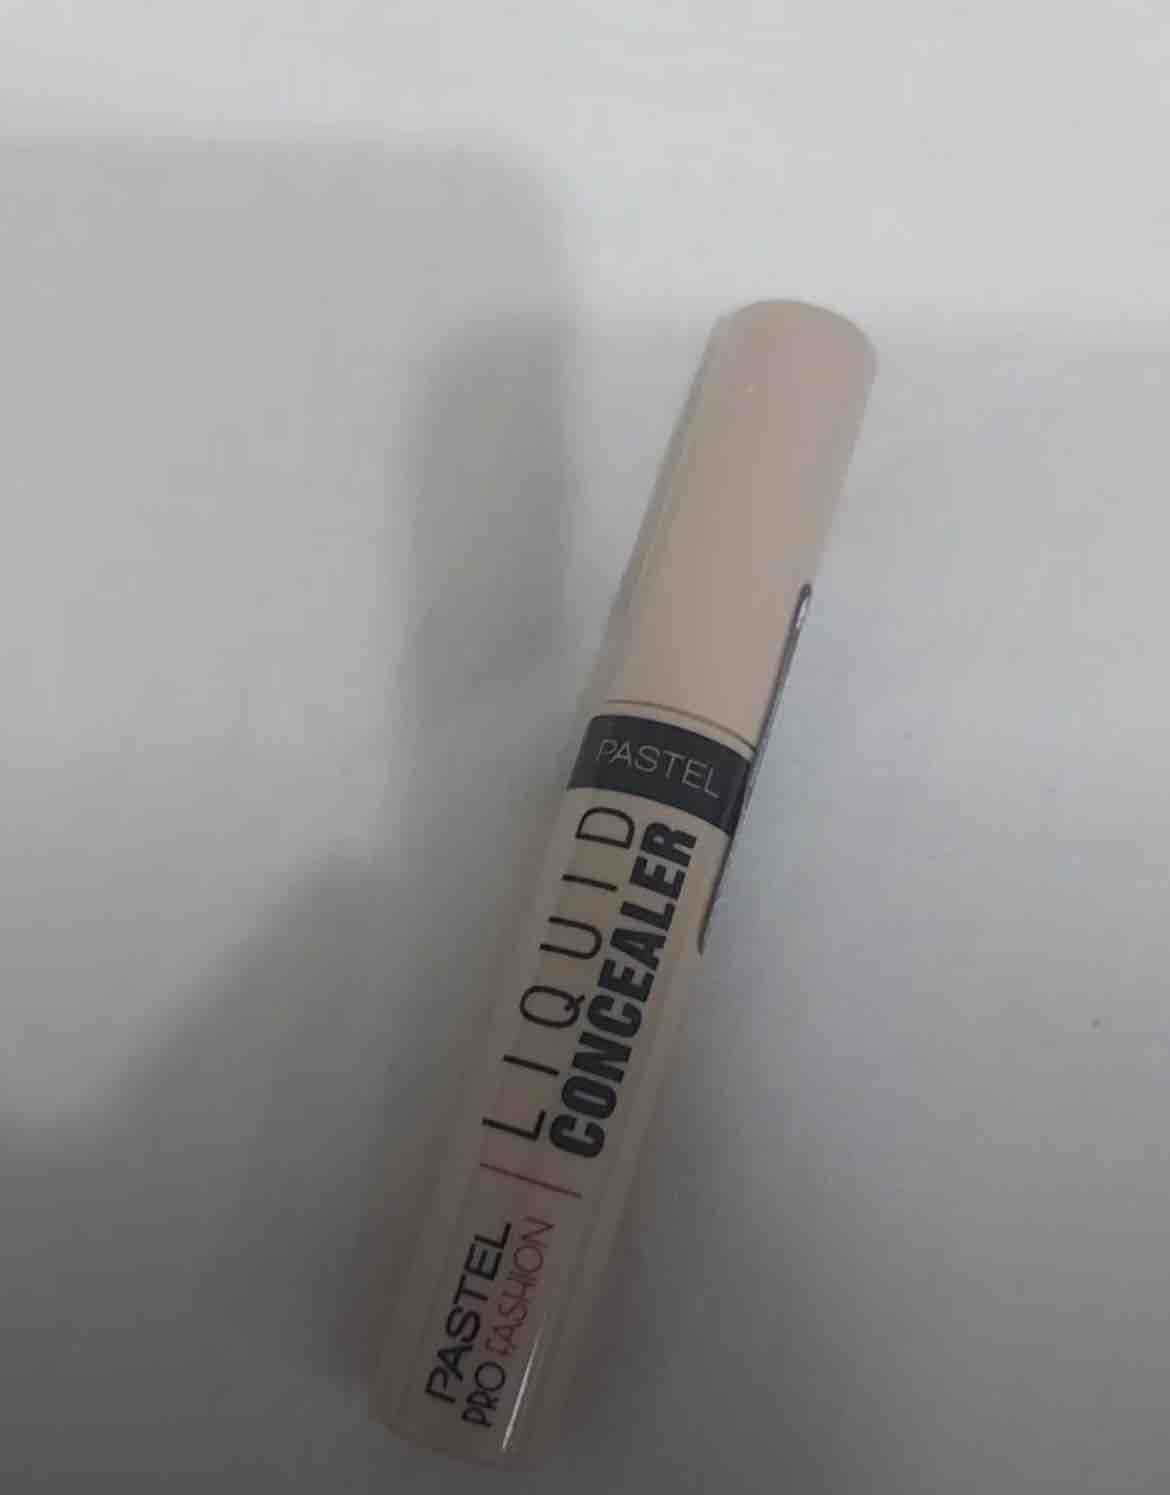 PASTEL
LIQUID
CONCEALER
PASTEL
PRO FASHION